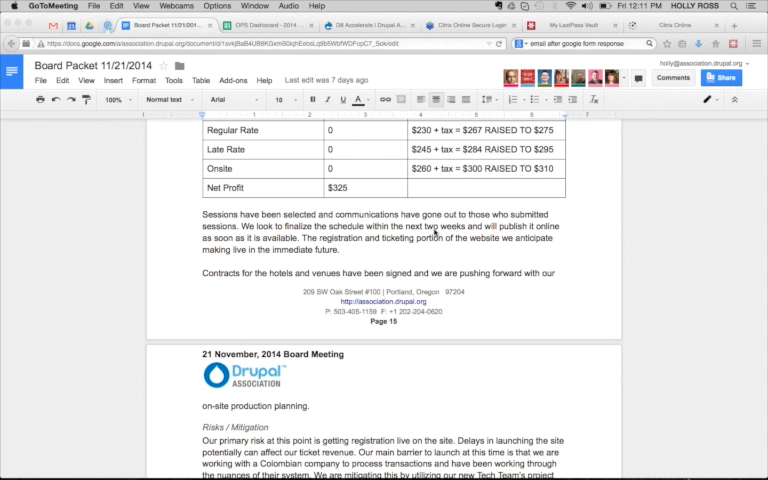 GoToMeeting File Edit View Webcams Options Window Audio Help Fri 12:11 PM HOLLY ROSS
Board Packet 11/21/2014 OPS Dashboard - 2014 ... DB Accelerate I Drupal A... Citrix Online Secure Login My LastPass Vault Citrix Online
email after google form response
Board Packet 11/21/2014
holly@association.drupal.org
File Edit View Insert Format Tools Table Add-ons Help Last edit was 7 days ago
Comments Share
100% Normal text Arial 10 B I U A
1 2 3 4 5 6 7
Regular Rate 0 $230 + tax = $267 RAISED TO $275
Late Rate 0 $245 + tax = $284 RAISED TO $295
Onsite 0 $260 + tax = $300 RAISED TO $310
Net Profit $325
Sessions have been selected and communications have gone out to those who submitted
sessions. We look to finalize the schedule within the next two weeks and will publish it online
as soon as it is available. The registration and ticketing portion of the website we anticipate
making live in the immediate future.
Contracts for the hotels and venues have been signed and we are pushing forward with our
209 SW Oak Street #100 | Portland, Oregon 97204
http://association.drupal.org
P: 503-405-1159 F: +1 202-204-0620
Page 15
21 November, 2014 Board Meeting
Drupal™
ASSOCIATION
on-site production planning.
Risks / Mitigation
Our primary risk at this point is getting registration live on the site. Delays in launching the site
potentially can affect our ticket revenue. Our main barrier to launch at this time is that we are
working with a Colombian company to process transactions and have been working through
the nuances of their system. We are mitigating this by utilizing our new Tech Team's project